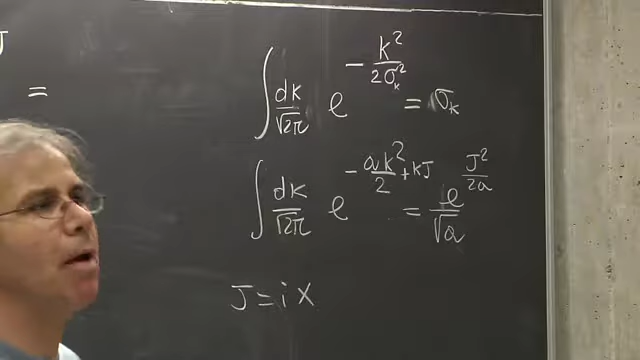 J
=
∫ dk/√2π e^(-k²/2σ_k²) = σ_k
∫ dk/√2π e^(-ak²/2 + kJ) = e^(J²/2a)/√a
J = i x